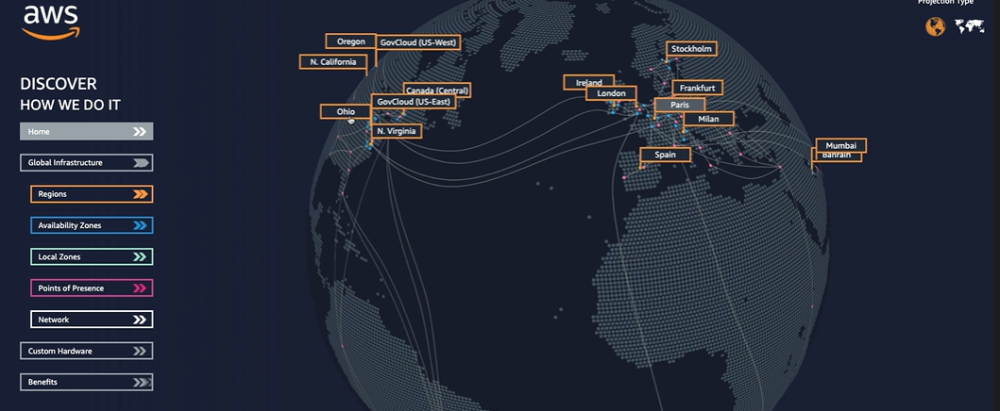 aws
Projection Type
DISCOVER
HOW WE DO IT
Home
Global Infrastructure
Regions
Availability Zones
Local Zones
Points of Presence
Network
Custom Hardware
Benefits
Oregon
GovCloud (US-West)
N. California
Canada (Central)
GovCloud (US-East)
Ohio
N. Virginia
Stockholm
Ireland
London
Frankfurt
Paris
Milan
Spain
Mumbai
Bahrain